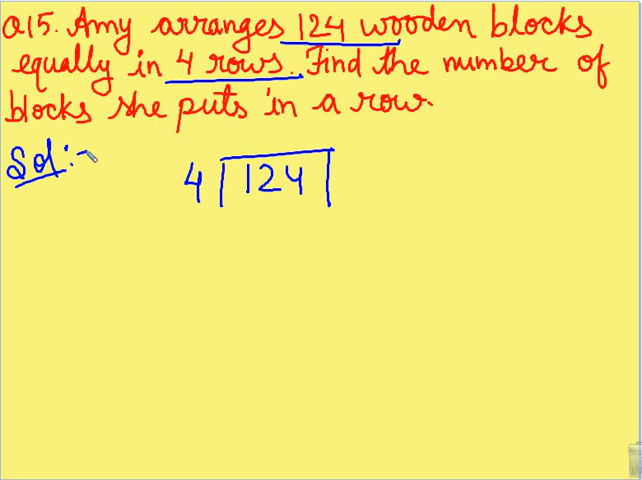 Q15. Amy arranges 124 wooden blocks
equally in 4 rows. Find the number of
blocks she puts in a row.
Sol:-
4 124